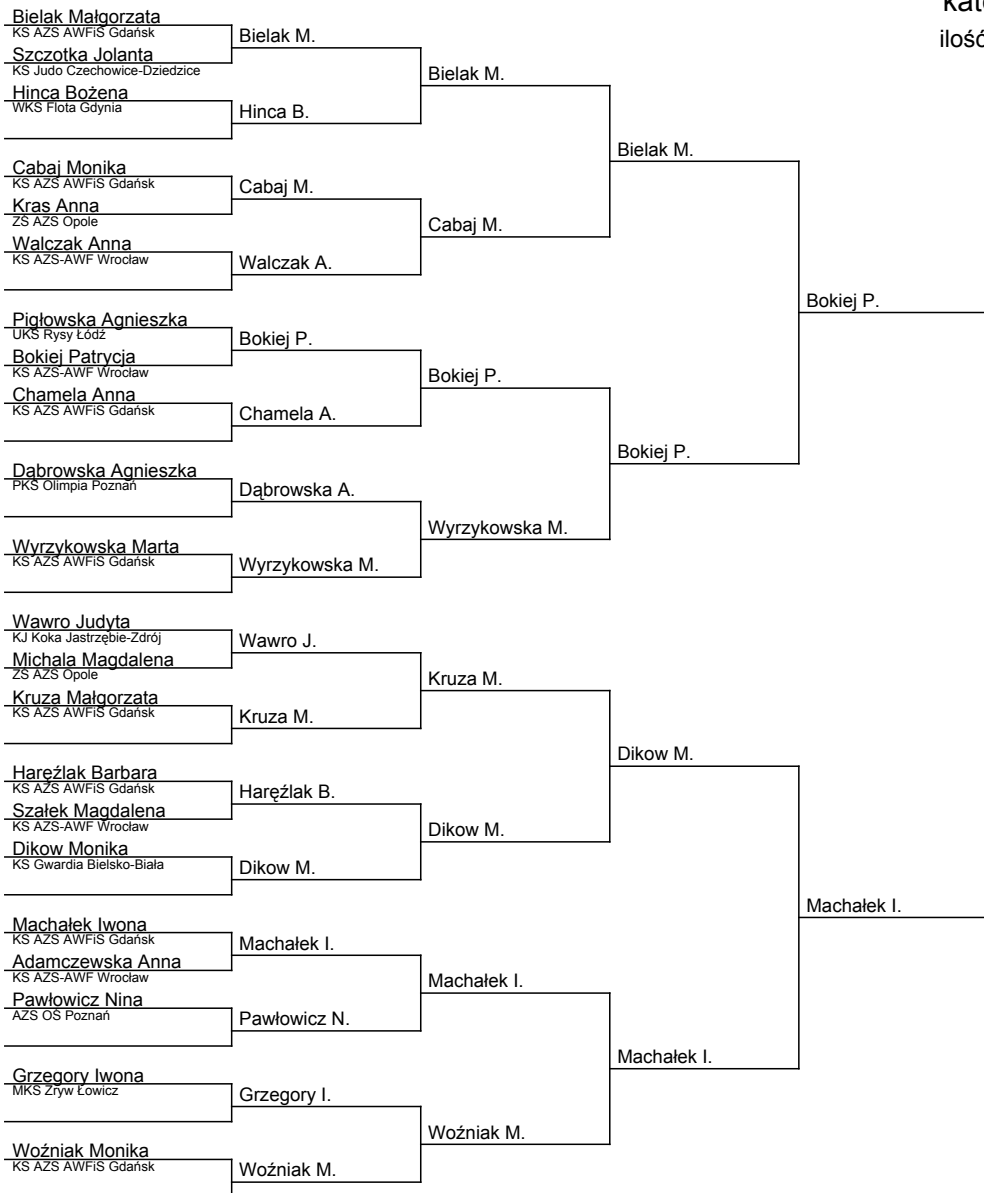 Bielak Małgorzata
KS AZS AWFiS Gdańsk
Szczotka Jolanta
KS Judo Czechowice-Dziedzice
Hinca Bożena
WKS Flota Gdynia
Cabaj Monika
KS AZS AWFiS Gdańsk
Kras Anna
ZS AZS Opole
Walczak Anna
KS AZS-AWF Wrocław
Pigłowska Agnieszka
UKS Rysy Łódź
Bokiej Patrycja
KS AZS-AWF Wrocław
Chamela Anna
KS AZS AWFiS Gdańsk
Dąbrowska Agnieszka
PKS Olimpia Poznań
Wyrzykowska Marta
KS AZS AWFiS Gdańsk
Wawro Judyta
KJ Koka Jastrzębie-Zdrój
Michala Magdalena
ZS AZS Opole
Kruza Małgorzata
KS AZS AWFiS Gdańsk
Haręźlak Barbara
KS AZS AWFiS Gdańsk
Szałek Magdalena
KS AZS-AWF Wrocław
Dikow Monika
KS Gwardia Bielsko-Biała
Machałek Iwona
KS AZS AWFiS Gdańsk
Adamczewska Anna
KS AZS-AWF Wrocław
Pawłowicz Nina
AZS OŚ Poznań
Grzegory Iwona
MKS Zryw Łowicz
Woźniak Monika
KS AZS AWFiS Gdańsk
Bielak M.
Hinca B.
Cabaj M.
Walczak A.
Bokiej P.
Chamela A.
Dąbrowska A.
Wyrzykowska M.
Wawro J.
Kruza M.
Haręźlak B.
Dikow M.
Machałek I.
Pawłowicz N.
Grzegory I.
Woźniak M.
Bielak M.
Cabaj M.
Bokiej P.
Wyrzykowska M.
Kruza M.
Dikow M.
Machałek I.
Woźniak M.
Bielak M.
Bokiej P.
Dikow M.
Machałek I.
Bokiej P.
Machałek I.
ilość